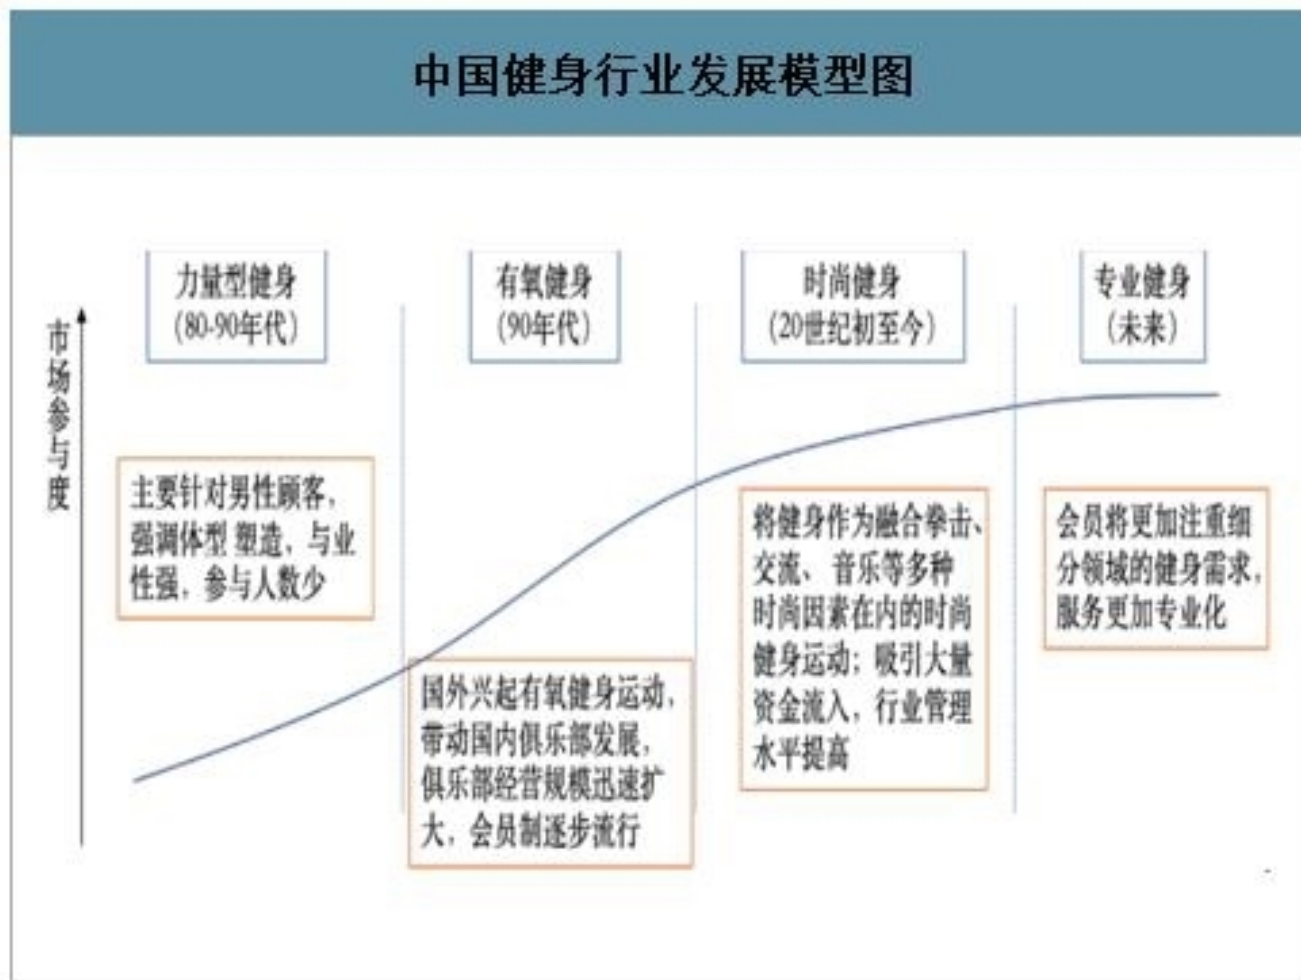 中国健身行业发展模型图
力量型健身
(80-90年代)
有氧健身
(90年代)
时尚健身
(20世纪初至今)
专业健身
(未来)
市场参与度
主要针对男性顾客，
强调体型 塑造，与业
性强，参与人数少
国外兴起有氧健身运动，
带动国内俱乐部发展，
俱乐部经营规模迅速扩
大，会员制逐步流行
将健身作为融合拳击、
交流、 音乐等多种
时尚因素在内的时尚
健身运动；吸引大量
资金流入，行业管理
水平提高
会员将更加注重细
分领域的健身需求，
服务更加专业化